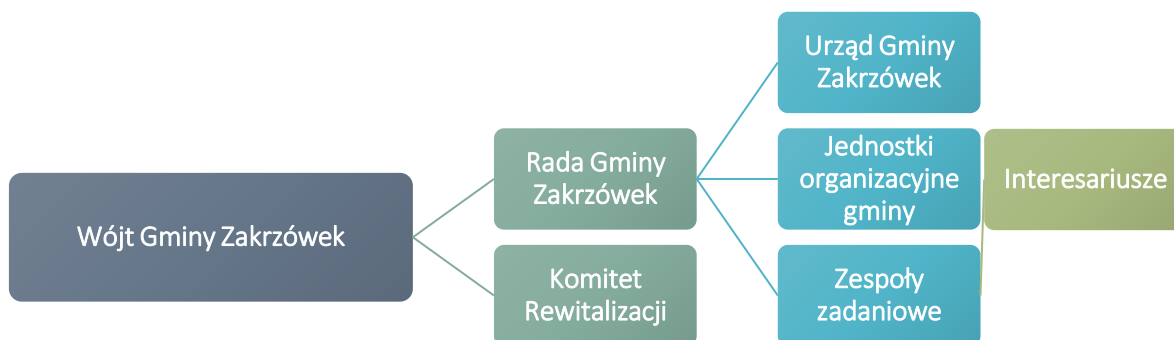 Wójt Gminy Zakrzówek
Rada Gminy
Zakrzówek
Komitet
Rewitalizacji
Urząd Gminy
Zakrzówek
Jednostki
organizacyjne
gminy
Zespoły
zadaniowe
Interesariusze